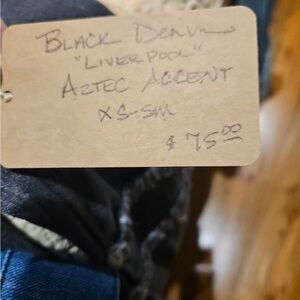 Black Denim
"Liverpool"
Aztec Accent
XS-SM
$75.00